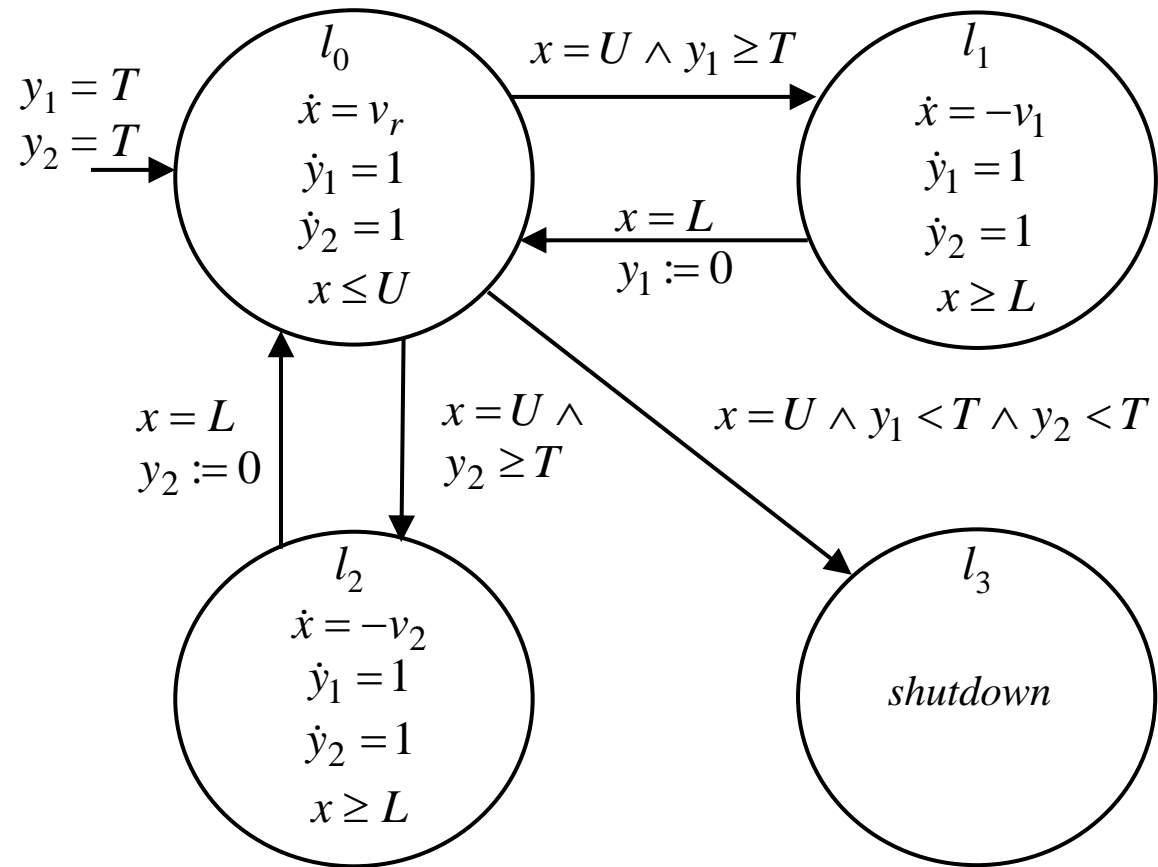 y₁ = T
y₂ = T
l₀
ẋ = vᵣ
ẏ₁ = 1
ẏ₂ = 1
x ≤ U
x = U ∧ y₁ ≥ T
l₁
ẋ = −v₁
ẏ₁ = 1
ẏ₂ = 1
x ≥ L
x = L
y₁ := 0
x = L
y₂ := 0
x = U ∧
y₂ ≥ T
x = U ∧ y₁ < T ∧ y₂ < T
l₂
ẋ = −v₂
ẏ₁ = 1
ẏ₂ = 1
x ≥ L
l₃
shutdown